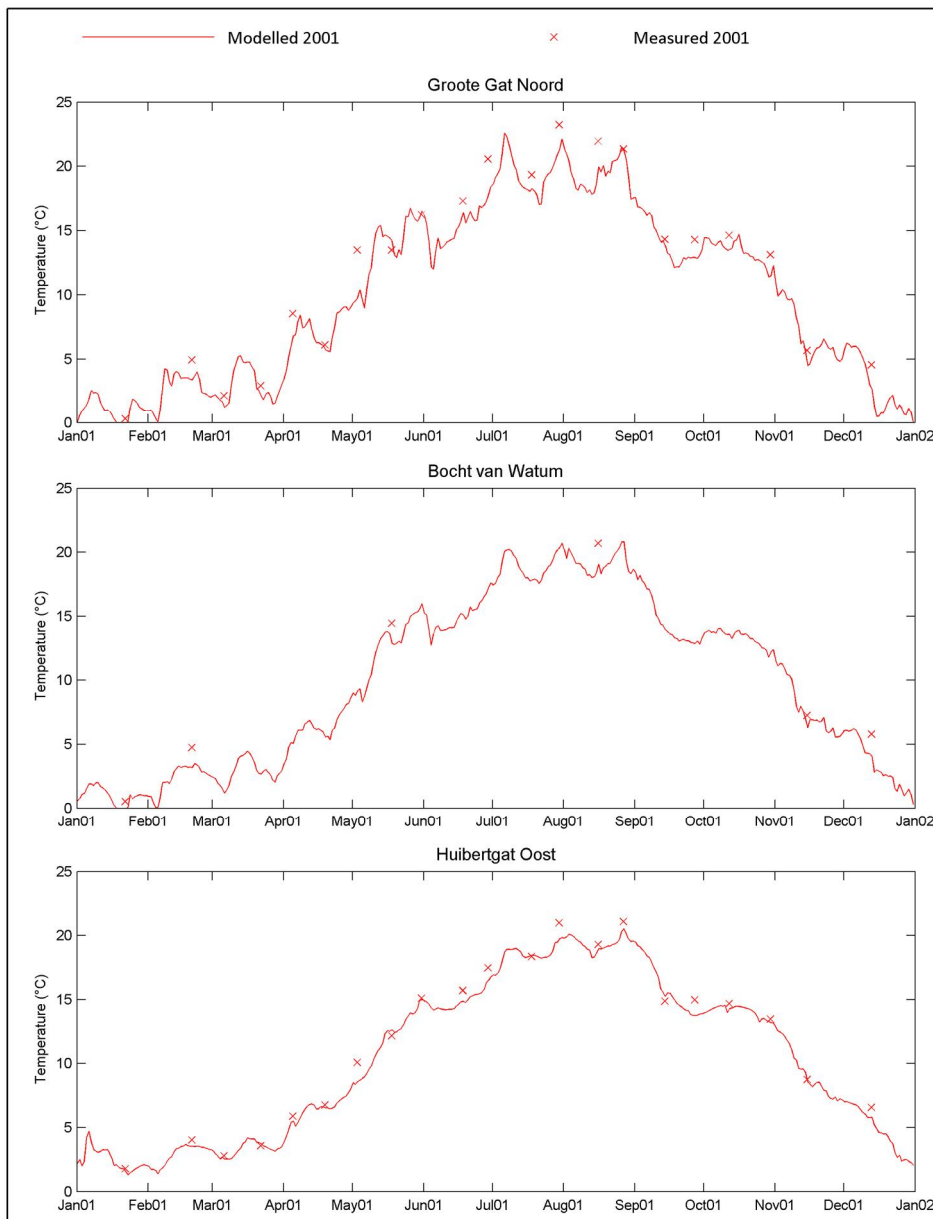 Modelled 2001 Measured 2001
Groote Gat Noord
25
20
15
10
5
0
Temperature (°C)
Jan01 Feb01 Mar01 Apr01 May01 Jun01 Jul01 Aug01 Sep01 Oct01 Nov01 Dec01 Jan02
Bocht van Watum
25
20
15
10
5
0
Temperature (°C)
Jan01 Feb01 Mar01 Apr01 May01 Jun01 Jul01 Aug01 Sep01 Oct01 Nov01 Dec01 Jan02
Huibertgat Oost
25
20
15
10
5
0
Temperature (°C)
Jan01 Feb01 Mar01 Apr01 May01 Jun01 Jul01 Aug01 Sep01 Oct01 Nov01 Dec01 Jan02